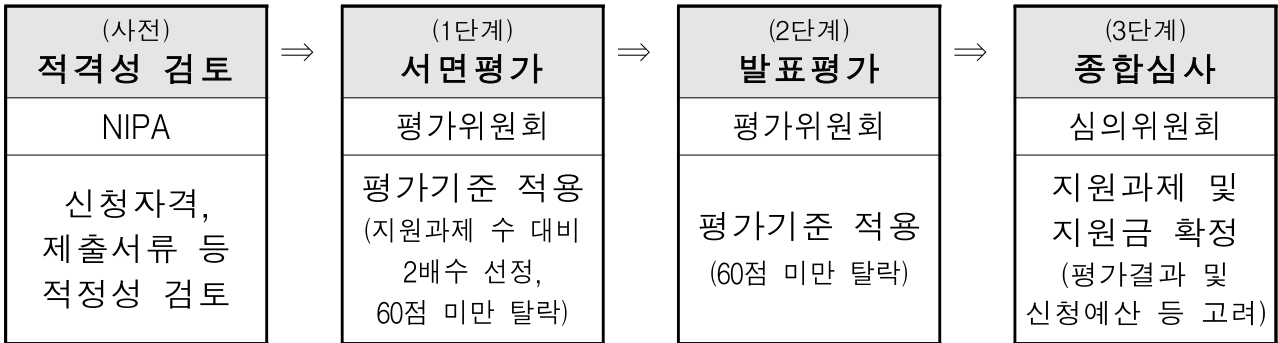 (사전)
적격성 검토
NIPA
신청자격,
제출서류 등
적정성 검토
⇒
(1단계)
서면평가
평가위원회
평가기준 적용
(지원과제 수 대비
2배수 선정,
60점 미만 탈락)
⇒
(2단계)
발표평가
평가위원회
평가기준 적용
(60점 미만 탈락)
⇒
(3단계)
종합심사
심의위원회
지원과제 및
지원금 확정
(평가결과 및
신청예산 등 고려)